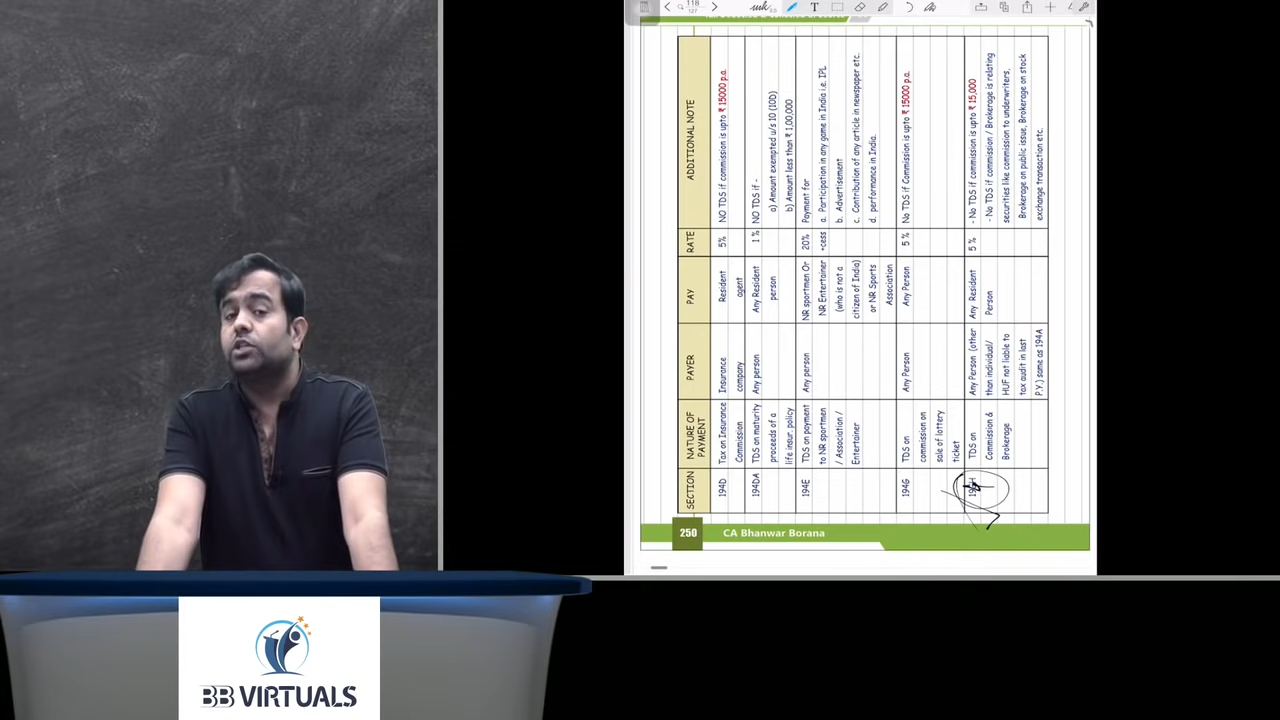 118
127
SECTION
NATURE OF
PAYMENT
PAYER
PAY
RATE
ADDITIONAL NOTE
194D
Tax on Insurance
Commission
Insurance
company
Resident
agent
5%
NO TDS if commission is upto ₹ 15000 p.a.
194DA
TDS on maturity
proceeds of a
life insur. policy
Any person
Any Resident
person
1 %
NO TDS if -
a) Amount exempted u/s 10 (10D)
b) Amount less than ₹ 1,00,000
194E
TDS on payment
to NR sportmen
/ Association /
Entertainer
Any person
NR sportmen Or
NR Entertainer
(who is not a
citizen of India)
or NR Sports
Association
20%
+cess
Payment for
a. Participation in any game in India i.e. IPL
b. Advertisement
c. Contribution of any article in newspaper etc.
d. performance in India.
194G
TDS on
commission on
sale of lottery
ticket
Any Person
Any Person
5 %
No TDS if Commission is upto ₹ 15000 p.a.
194H
TDS on
Commission &
Brokerage
Any Person (other
than individual/
HUF not liable to
tax audit in last
P.Y.) same as 194A
Any Resident
Person
5 %
- No TDS if commission is upto ₹ 15,000
- No TDS if commission / Brokerage is relating
securities like commission to underwriters,
Brokerage on public issue, Brokerage on stock
exchange transaction etc.
250
CA Bhanwar Borana
BB VIRTUALS